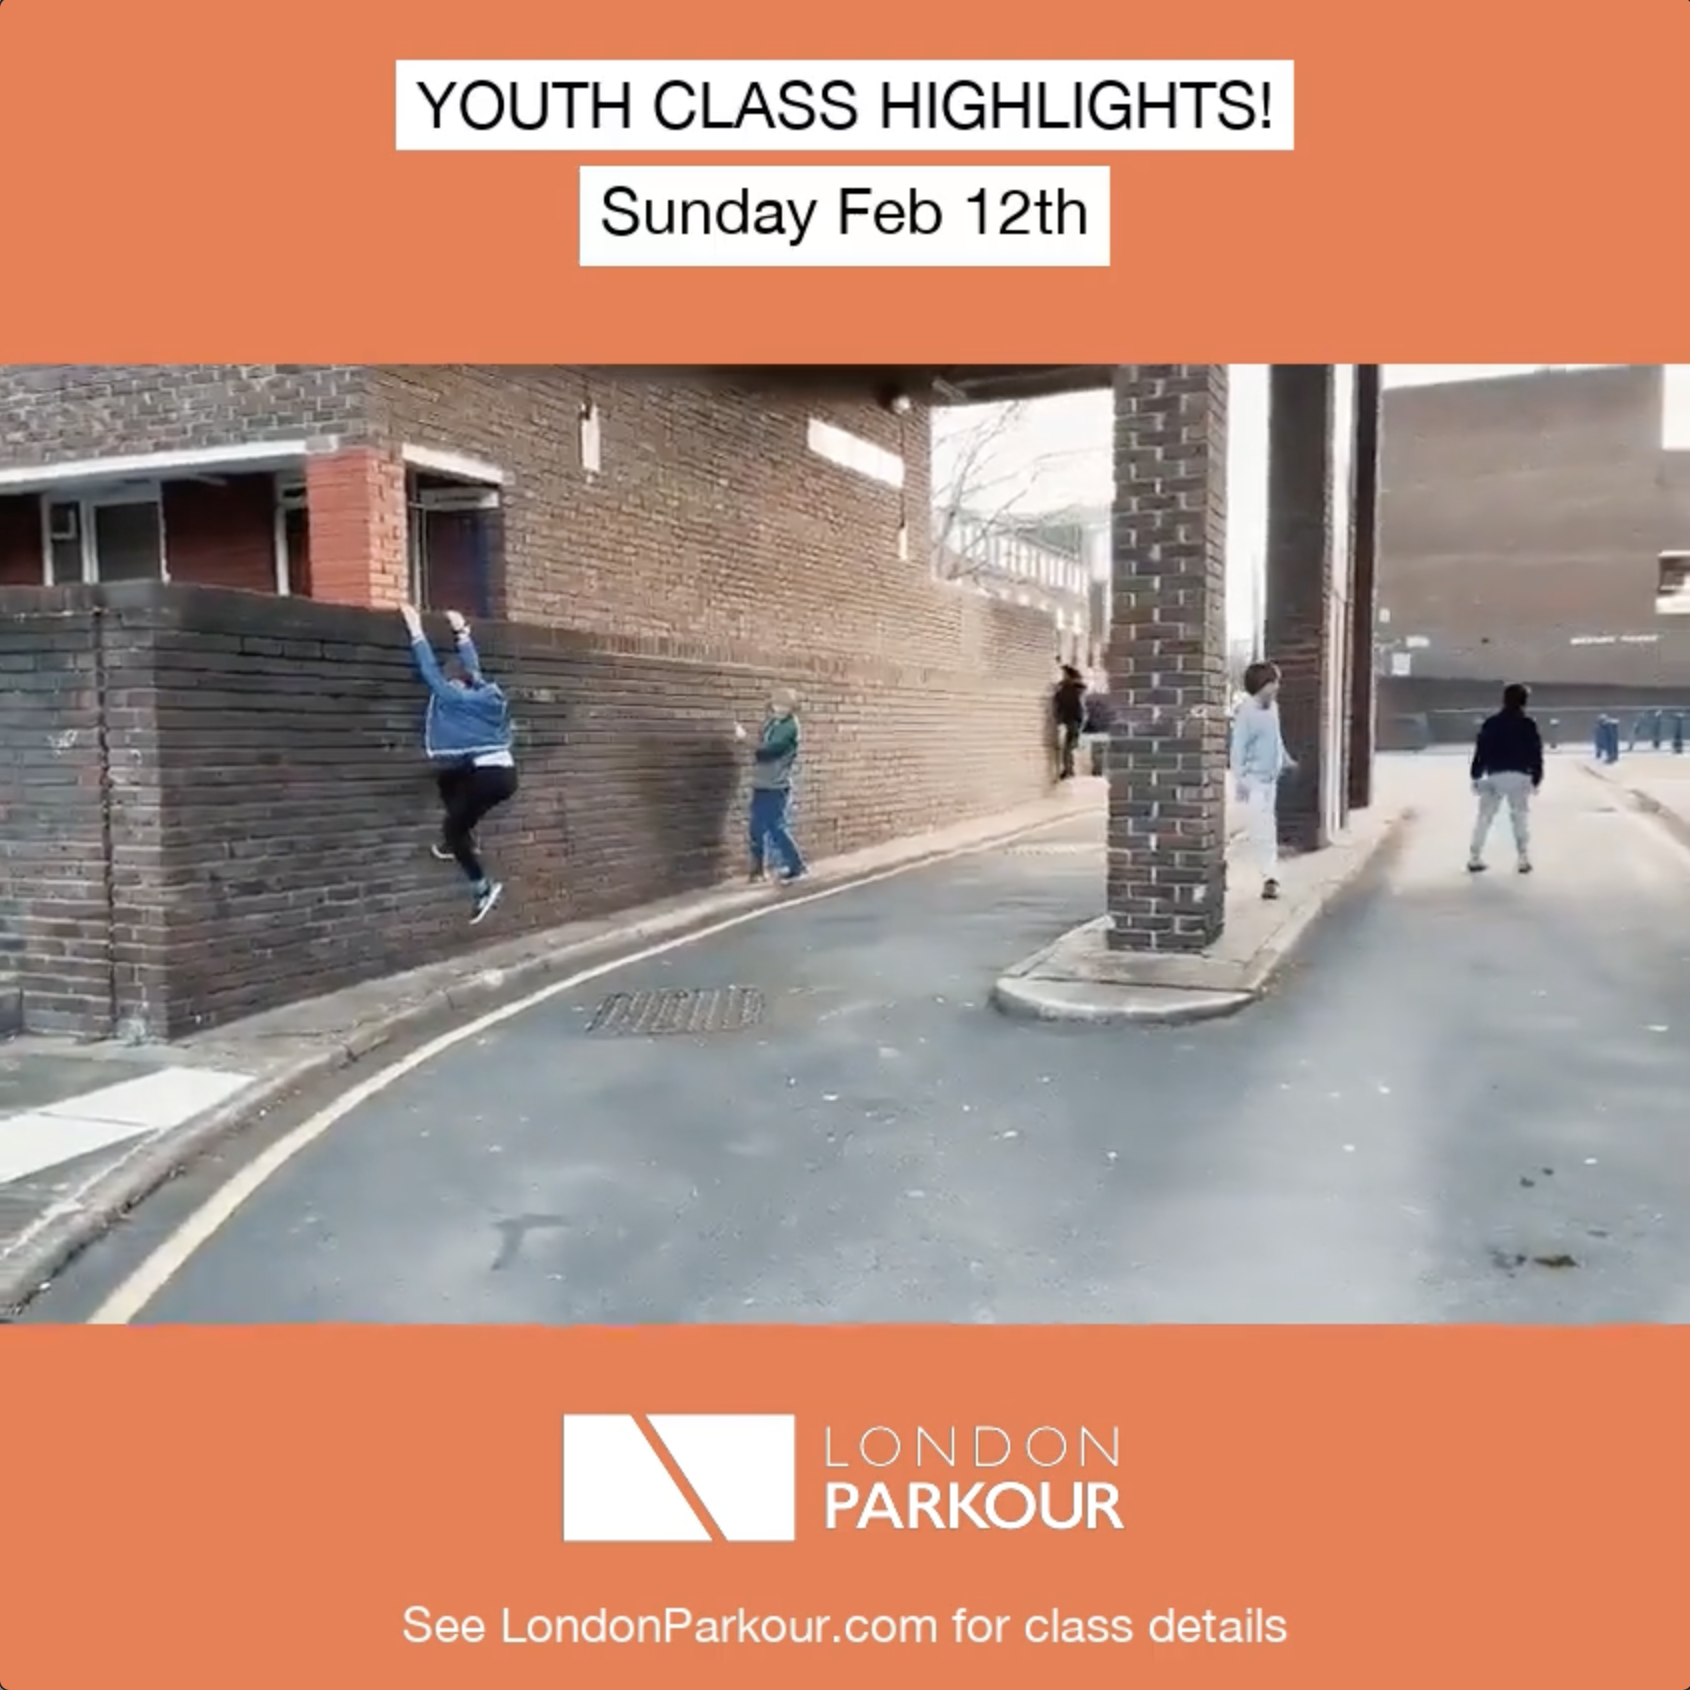 YOUTH CLASS HIGHLIGHTS!
Sunday Feb 12th
LONDON
PARKOUR
See LondonParkour.com for class details